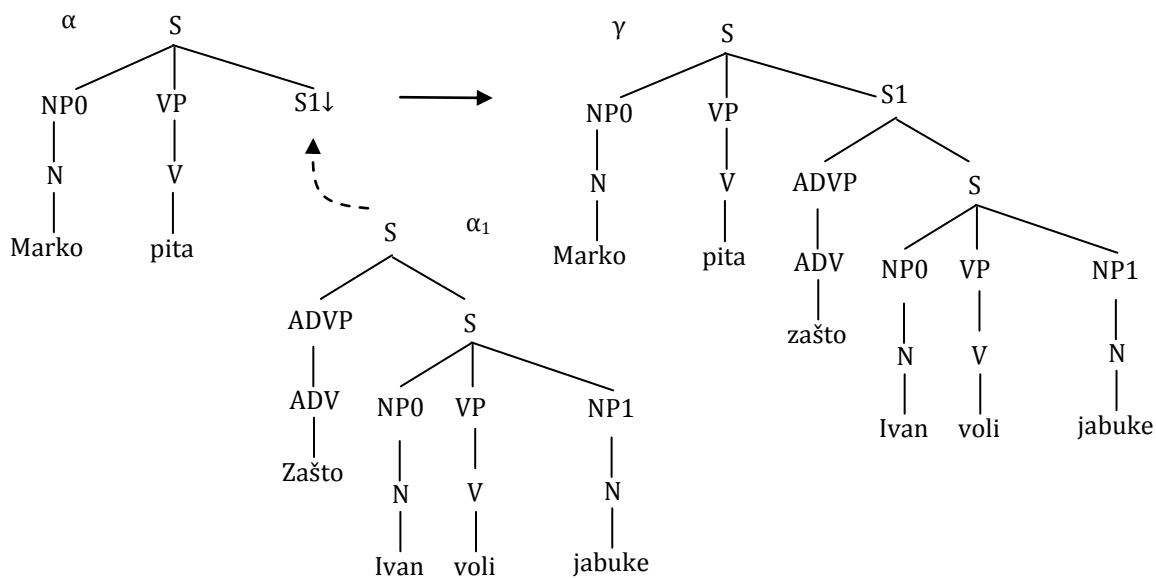 α S
NP0 VP S1↓
N V
Marko pita
S α₁
ADVP S
ADV NP0 VP NP1
Zašto N V N
Ivan voli jabuke
γ S
NP0 VP S1
N V ADVP S
Marko pita ADV NP0 VP NP1
zašto N V N
Ivan voli jabuke